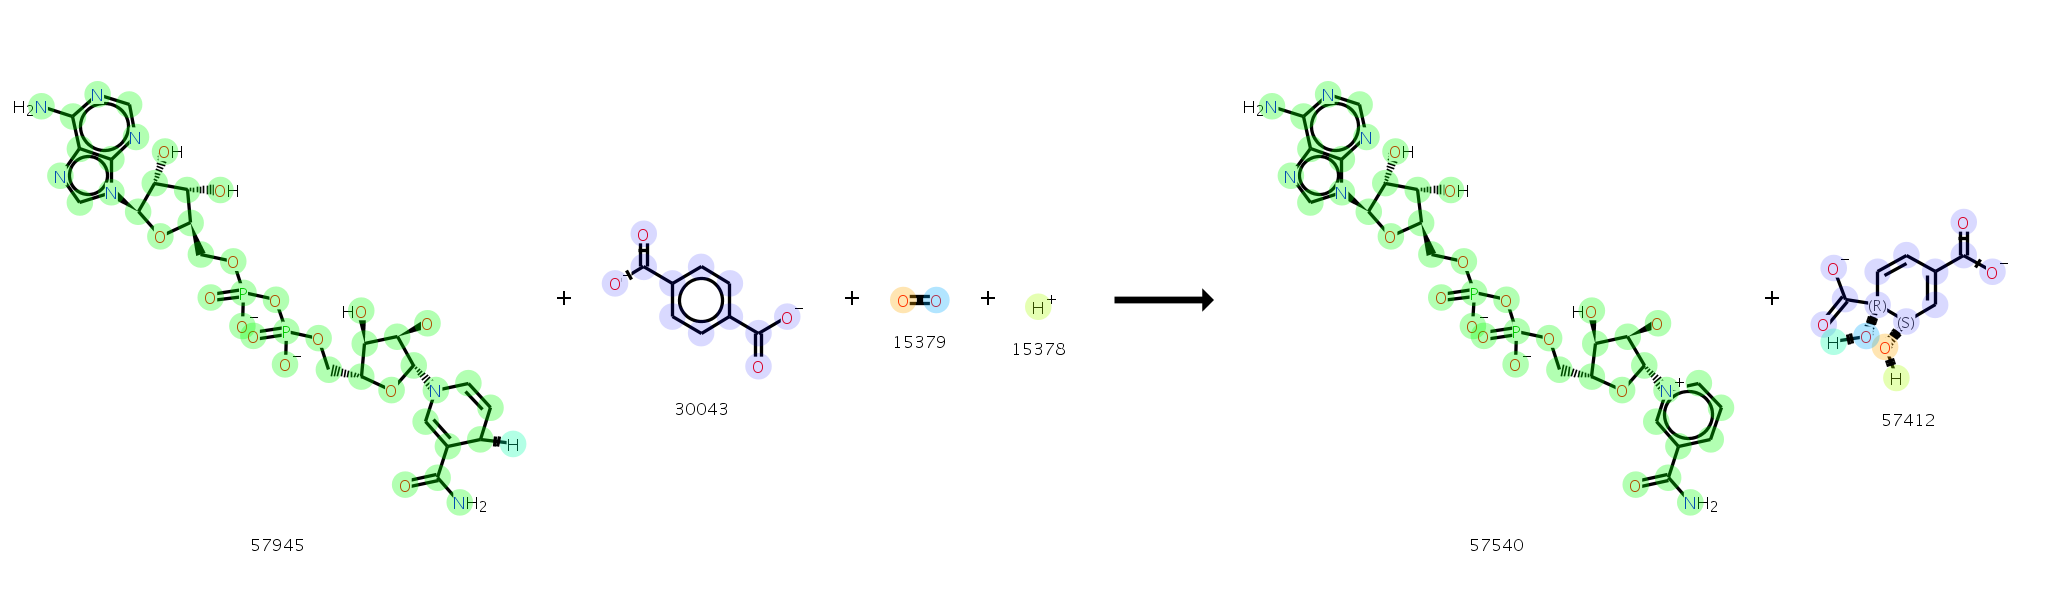 H2N N N N N OH OH O O O P O O− O O P O− O HO O O N H O NH2
57945
+
O O− O− O
30043
+
O O
15379
+
H+
15378
H2N N N N N OH OH O O O P O O− O O P O− O HO O O N+ O NH2
57540
+
O− O (R) (S) O O− H O O H
57412